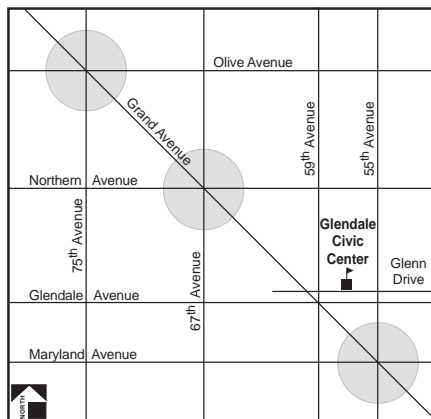 Olive Avenue
Grand Avenue
59th Avenue
55th Avenue
Northern Avenue
75th Avenue
67th Avenue
Glendale
Civic
Center
Glenn
Drive
Glendale Avenue
Maryland Avenue
NORTH